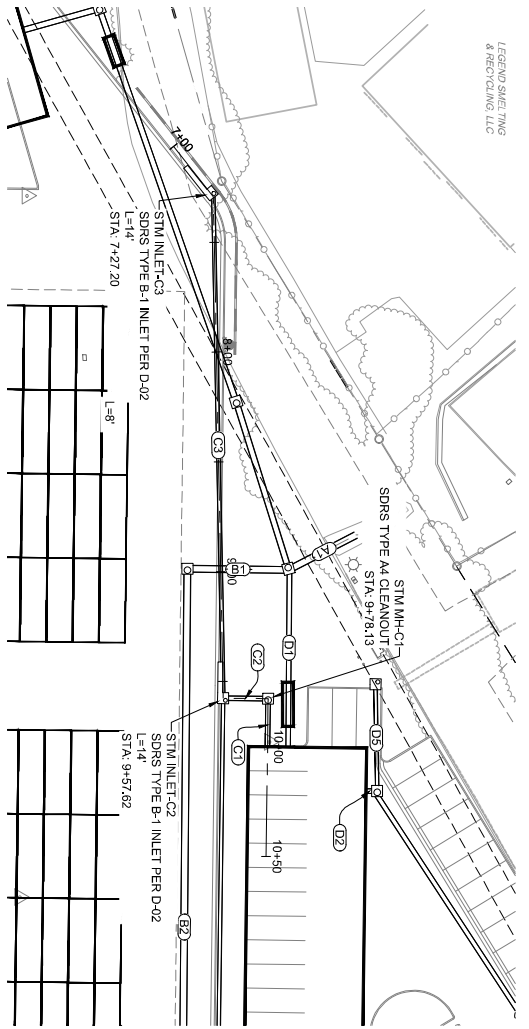 LEGEND SMELTING
& RECYCLING, LLC
7+00
STM INLET-C3
SDRS TYPE B-1 INLET PER D-02
L=14'
STA: 7+27.20
8+00
L=8'
C3
STM MH-C1
SDRS TYPE A4 CLEANOUT
STA: 9+78.13
A1
B1
D1
C2
D5
STM INLET-C2
SDRS TYPE B-1 INLET PER D-02
L=14'
STA: 9+57.62
C1
10+00
D2
10+50
B2